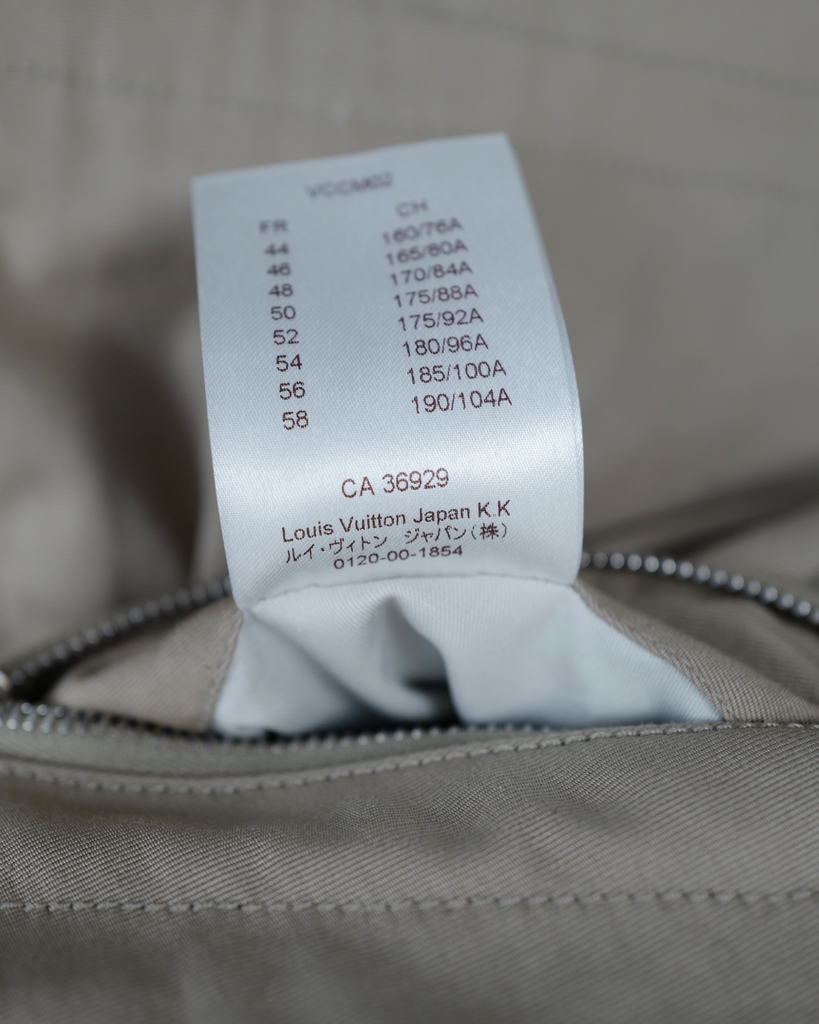 FR CH
44 160/76A
46 165/80A
48 170/84A
50 175/88A
52 175/92A
54 180/96A
56 185/100A
58 190/104A
CA 36929
Louis Vuitton Japan K.K
ルイ・ヴィトン ジャパン(株)
0120-00-1854